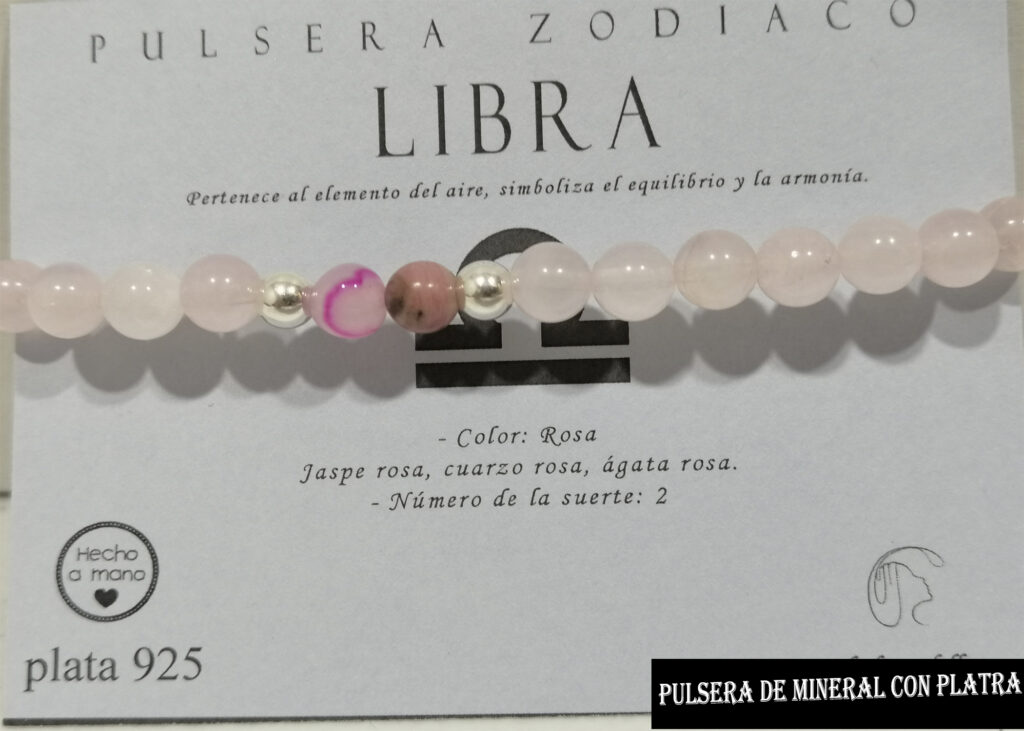 PULSERA ZODIACO
LIBRA
Pertenece al elemento del aire, simboliza el equilibrio y la armonía.
- Color: Rosa
Jaspe rosa, cuarzo rosa, ágata rosa.
- Número de la suerte: 2
Hecho
a mano
plata 925
PULSERA DE MINERAL CON PLATRA